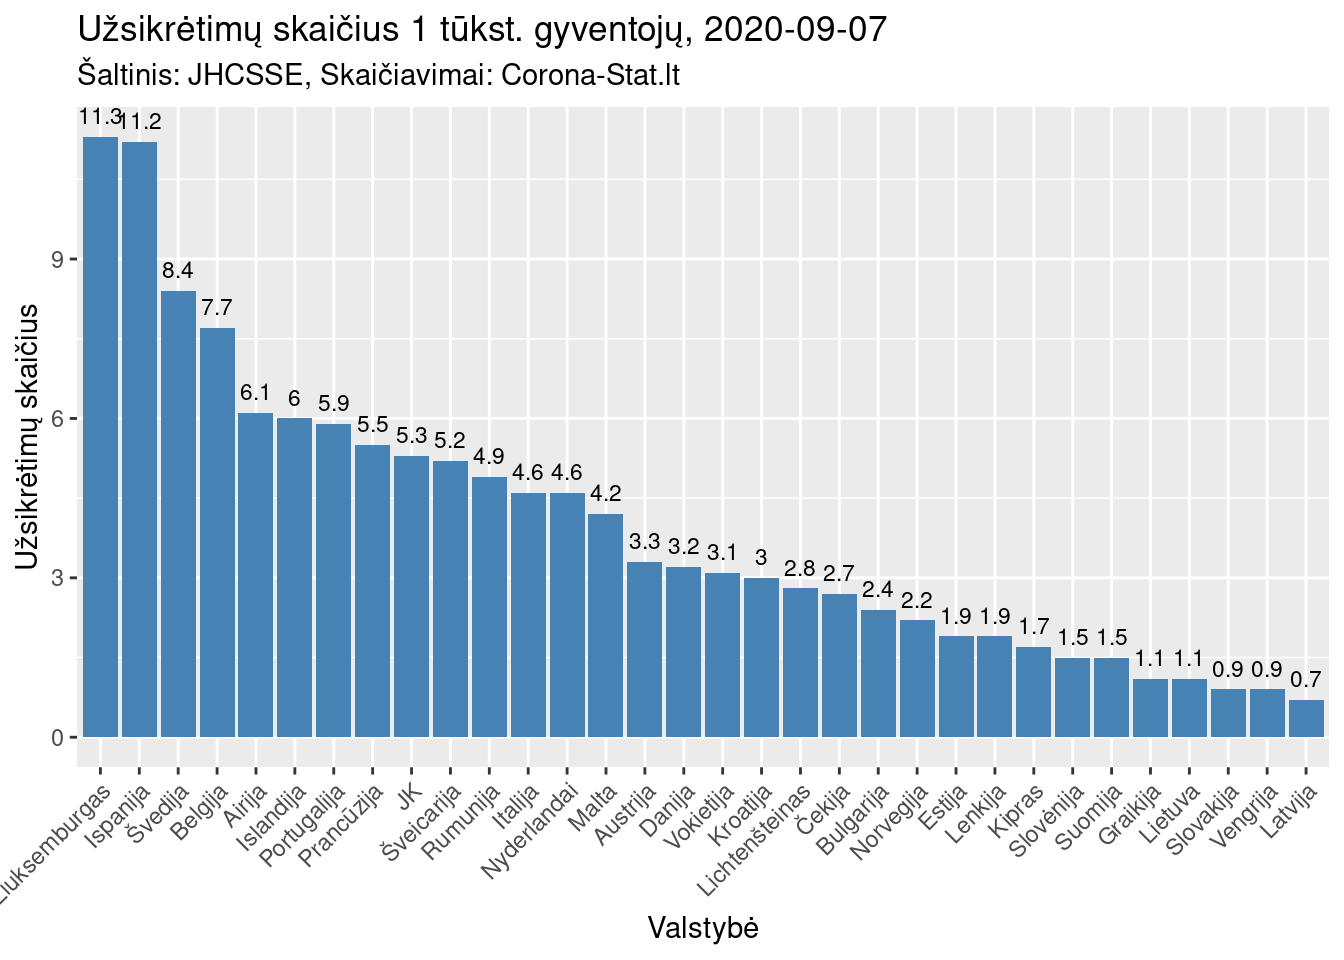 Užsikrėtimų skaičius 1 tūkst. gyventojų, 2020-09-07
Šaltinis: JHCSSE, Skaičiavimai: Corona-Stat.lt
Užsikrėtimų skaičius
9
6
3
0
11.3
11.2
8.4
7.7
6.1
6
5.9
5.5
5.3
5.2
4.9
4.6
4.6
4.2
3.3
3.2
3.1
3
2.8
2.7
2.4
2.2
1.9
1.9
1.7
1.5
1.5
1.1
1.1
0.9
0.9
0.7
Liuksemburgas
Ispanija
Švedija
Belgija
Airija
Islandija
Portugalija
Prancūzija
JK
Šveicarija
Rumunija
Italija
Nyderlandai
Malta
Austrija
Danija
Vokietija
Kroatija
Lichtenšteinas
Čekija
Bulgarija
Norvegija
Estija
Lenkija
Kipras
Slovėnija
Suomija
Graikija
Lietuva
Slovakija
Vengrija
Latvija
Valstybė